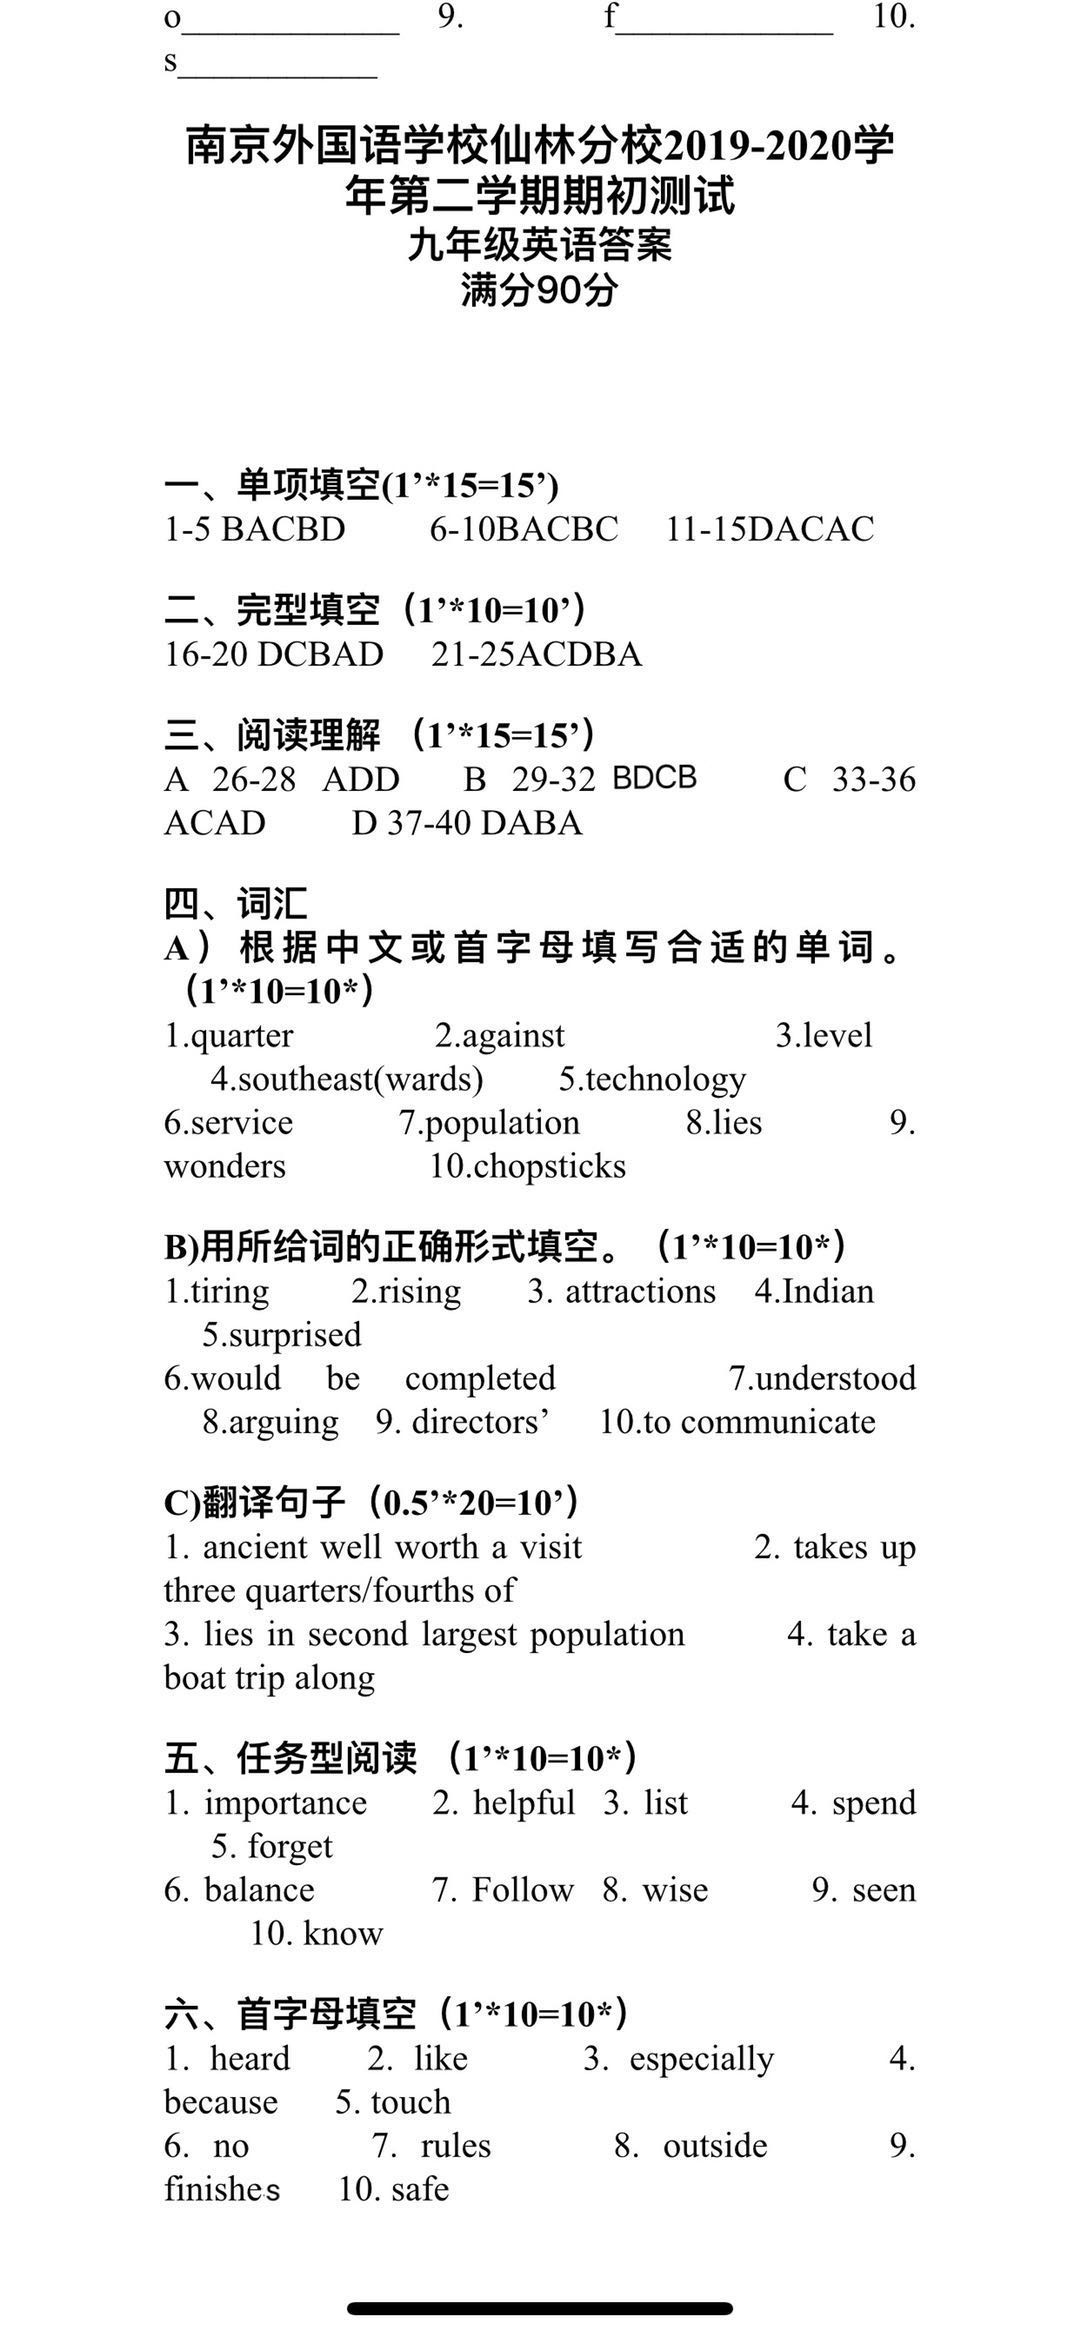 o____________ 9. f____________ 10.
s___________
南京外国语学校仙林分校2019-2020学
年第二学期期初测试
九年级英语答案
满分90分
一、单项填空(1’*15=15’)
1-5 BACBD 6-10BACBC 11-15DACAC
二、完型填空（1’*10=10’）
16-20 DCBAD 21-25ACDBA
三、阅读理解 （1’*15=15’）
A 26-28 ADD B 29-32 BDCB C 33-36
ACAD D 37-40 DABA
四、词汇
A）根据中文或首字母填写合适的单词。
（1’*10=10*）
1.quarter 2.against 3.level
4.southeast(wards) 5.technology
6.service 7.population 8.lies 9.
wonders 10.chopsticks
B)用所给词的正确形式填空。（1’*10=10*）
1.tiring 2.rising 3. attractions 4.Indian
5.surprised
6.would be completed 7.understood
8.arguing 9. directors’ 10.to communicate
C)翻译句子（0.5’*20=10’）
1. ancient well worth a visit 2. takes up
three quarters/fourths of
3. lies in second largest population 4. take a
boat trip along
五、任务型阅读 （1’*10=10*）
1. importance 2. helpful 3. list 4. spend
5. forget
6. balance 7. Follow 8. wise 9. seen
10. know
六、首字母填空（1’*10=10*）
1. heard 2. like 3. especially 4.
because 5. touch
6. no 7. rules 8. outside 9.
finishes 10. safe